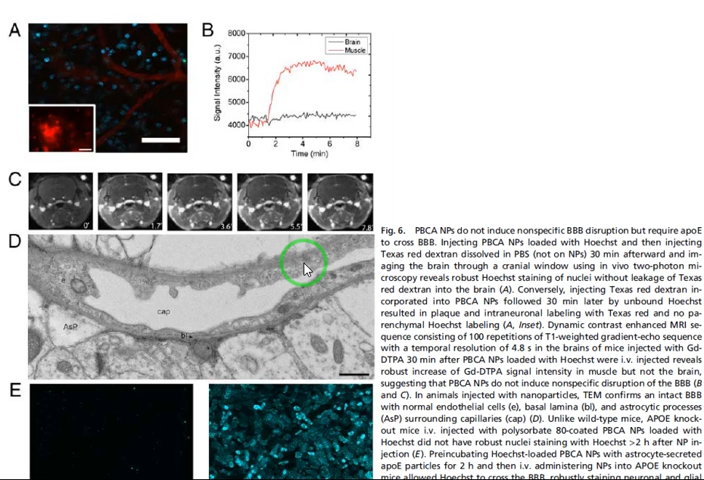 A
B
8000
7000
6000
5000
4000
Signal Intensity (a.u.)
Brain
Muscle
0 2 4 6 8
Time (min)
C
0'
1.7'
3.6'
5.5'
7.8'
D
cap
AsP
bl
E
Fig. 6. PBCA NPs do not induce nonspecific BBB disruption but require apoE
to cross BBB. Injecting PBCA NPs loaded with Hoechst and then injecting
Texas red dextran dissolved in PBS (not on NPs) 30 min afterward and im-
aging the brain through a cranial window using in vivo two-photon mi-
croscopy reveals robust Hoechst staining of nuclei without leakage of Texas
red dextran into the brain (A). Conversely, injecting Texas red dextran in-
corporated into PBCA NPs followed 30 min later by unbound Hoechst
resulted in plaque and intraneuronal labeling with Texas red and no pa-
renchymal Hoechst labeling (A, Inset). Dynamic contrast enhanced MRI se-
quence consisting of 100 repetitions of T1-weighted gradient-echo sequence
with a temporal resolution of 4.8 s in the brains of mice injected with Gd-
DTPA 30 min after PBCA NPs loaded with Hoechst were i.v. injected reveals
robust increase of Gd-DTPA signal intensity in muscle but not the brain,
suggesting that PBCA NPs do not induce nonspecific disruption of the BBB (B
and C). In animals injected with nanoparticles, TEM confirms an intact BBB
with normal endothelial cells (e), basal lamina (bl), and astrocytic processes
(AsP) surrounding capillaries (cap) (D). Unlike wild-type mice, APOE knock-
out mice i.v. injected with polysorbate 80-coated PBCA NPs loaded with
Hoechst did not have robust nuclei staining with Hoechst >2 h after NP in-
jection (E). Preincubating Hoechst-loaded PBCA NPs with astrocyte-secreted
apoE particles for 2 h and then i.v. administering NPs into APOE knockout
mice allowed Hoechst to cross the BBB, robustly staining neuronal and glial